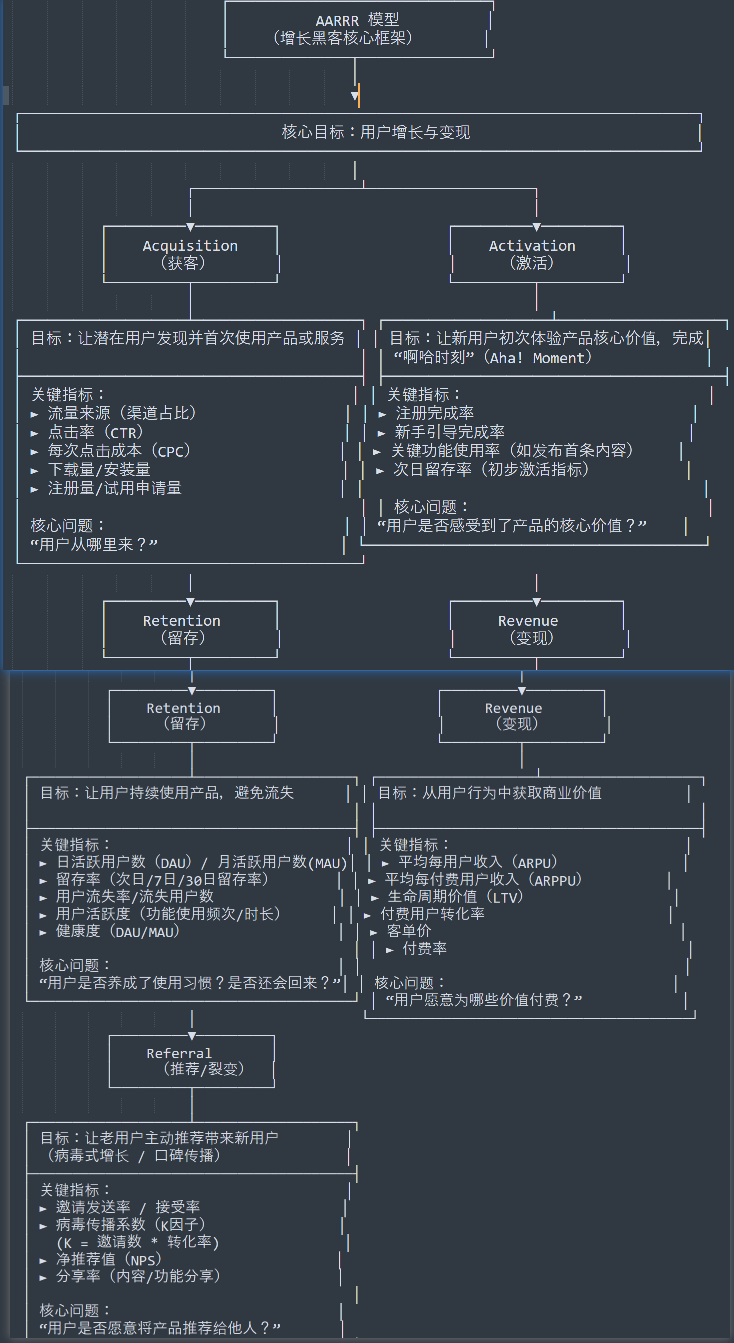 AARRR 模型
(增长黑客核心框架)
核心目标：用户增长与变现
Acquisition
(获客)
Activation
(激活)
目标：让潜在用户发现并首次使用产品或服务
关键指标：
► 流量来源（渠道占比）
► 点击率（CTR）
► 每次点击成本（CPC）
► 下载量/安装量
► 注册量/试用申请量
核心问题：
“用户从哪里来？”
目标：让新用户初次体验产品核心价值，完成
“啊哈时刻”（Aha! Moment）
关键指标：
► 注册完成率
► 新手引导完成率
► 关键功能使用率（如发布首条内容）
► 次日留存率（初步激活指标）
核心问题：
“用户是否感受到了产品的核心价值？”
Retention
(留存)
Revenue
(变现)
Retention
(留存)
Revenue
(变现)
目标：让用户持续使用产品，避免流失
关键指标：
► 日活跃用户数（DAU）/ 月活跃用户数(MAU)
► 留存率（次日/7日/30日留存率）
► 用户流失率/流失用户数
► 用户活跃度（功能使用频次/时长）
► 健康度（DAU/MAU）
核心问题：
“用户是否养成了使用习惯？是否还会回来？”
目标：从用户行为中获取商业价值
关键指标：
► 平均每用户收入（ARPU）
► 平均每付费用户收入（ARPPU）
► 生命周期价值（LTV）
► 付费用户转化率
► 客单价
► 付费率
核心问题：
“用户愿意为哪些价值付费？”
Referral
(推荐/裂变)
目标：让老用户主动推荐带来新用户
（病毒式增长 / 口碑传播）
关键指标：
► 邀请发送率 / 接受率
► 病毒传播系数（K因子）
(K = 邀请数 * 转化率)
► 净推荐值（NPS）
► 分享率（内容/功能分享）
核心问题：
“用户是否愿意将产品推荐给他人？”